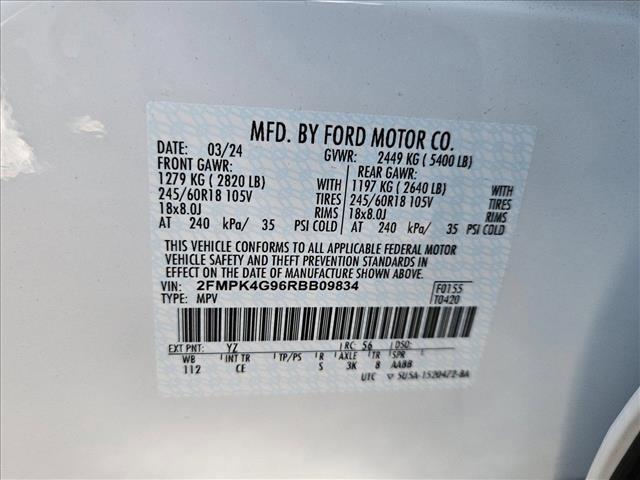 MFD. BY FORD MOTOR CO.
DATE: 03/24 GVWR: 2449 KG ( 5400 LB)
FRONT GAWR: REAR GAWR:
1279 KG ( 2820 LB) WITH 1197 KG ( 2640 LB) WITH
245/60R18 105V TIRES 245/60R18 105V TIRES
18x8.0J RIMS 18x8.0J RIMS
AT 240 kPa/ 35 PSI COLD AT 240 kPa/ 35 PSI COLD
THIS VEHICLE CONFORMS TO ALL APPLICABLE FEDERAL MOTOR
VEHICLE SAFETY AND THEFT PREVENTION STANDARDS IN
EFFECT ON THE DATE OF MANUFACTURE SHOWN ABOVE.
VIN: 2FMPK4G96RBB09834 F0155
TYPE: MPV T0420
EXT PNT: YZ RC: 56 DSO:
WB INT TR TP/PS R AXLE TR SPR
112 CE S 3K 8 AABB
UTC 5U5A-1520472-BA